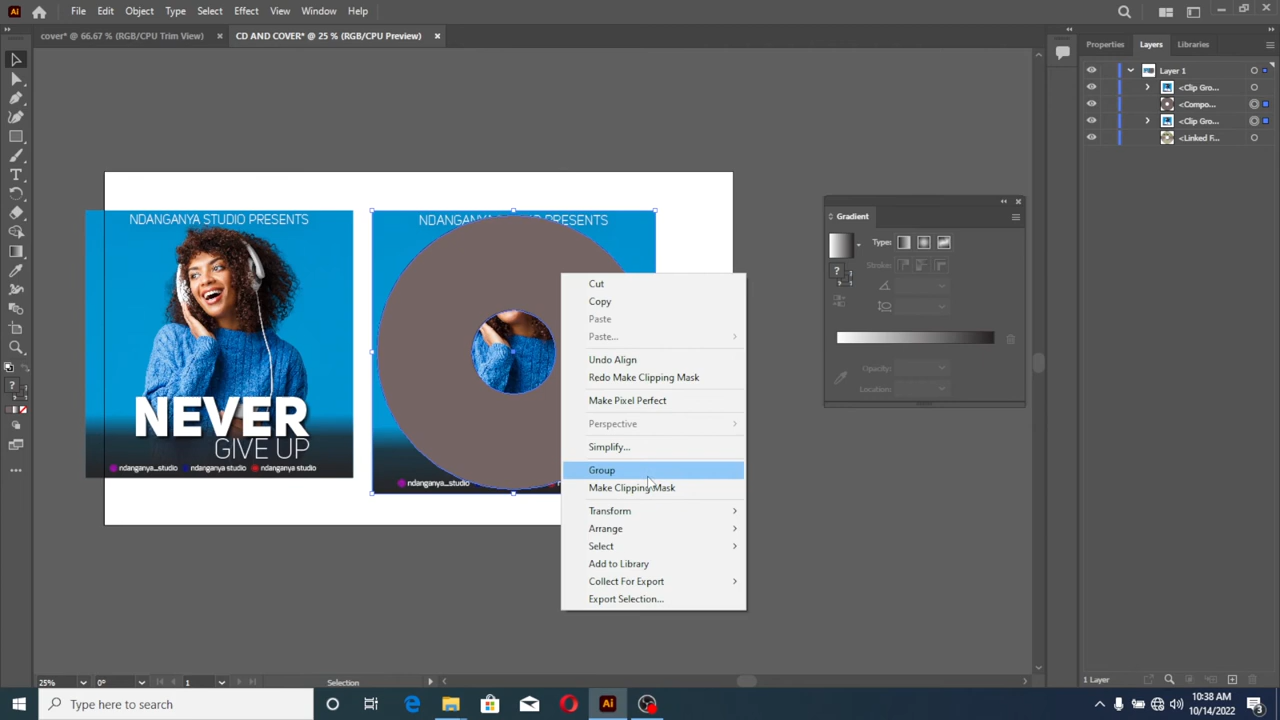 Ai File Edit Object Type Select Effect View Window Help
cover* @ 66.67 % (RGB/CPU Trim View) × CD AND COVER* @ 25 % (RGB/CPU Preview) ×
Properties Layers Libraries
Layer 1
<Clip Gro...
<Compo...
<Clip Gro...
<Linked F...
NDANGANYA STUDIO PRESENTS
NEVER
GIVE UP
ndanganya_studio ndanganya studio ndanganya studio
PRESENTS
ndanganya_studio
Cut
Copy
Paste
Paste...
Undo Align
Redo Make Clipping Mask
Make Pixel Perfect
Perspective
Simplify...
Group
Make Clipping Mask
Transform
Arrange
Select
Add to Library
Collect For Export
Export Selection...
Gradient
Type:
Stroke:
Opacity:
Location:
25% 0° 1 Selection
1 Layer
Type here to search
Ai
10:38 AM
10/14/2022
3